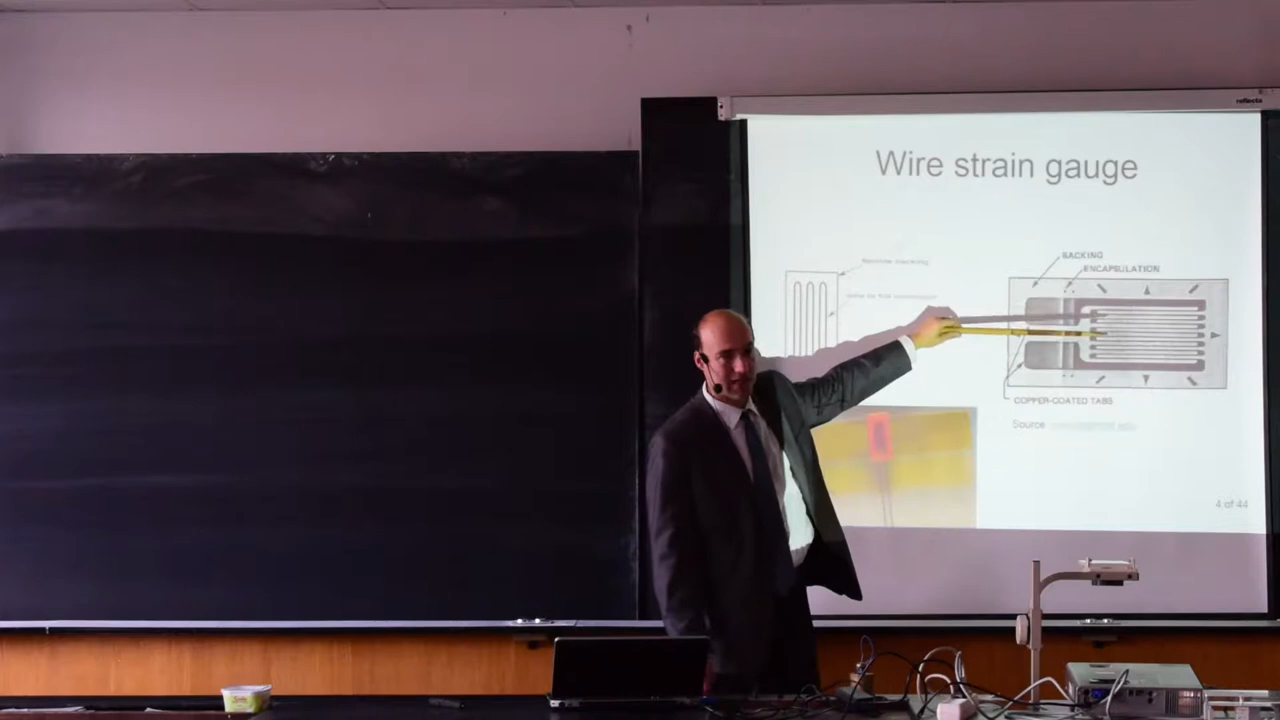 reflecta
Wire strain gauge
BACKING
ENCAPSULATION
COPPER-COATED TABS
Source
4 of 44